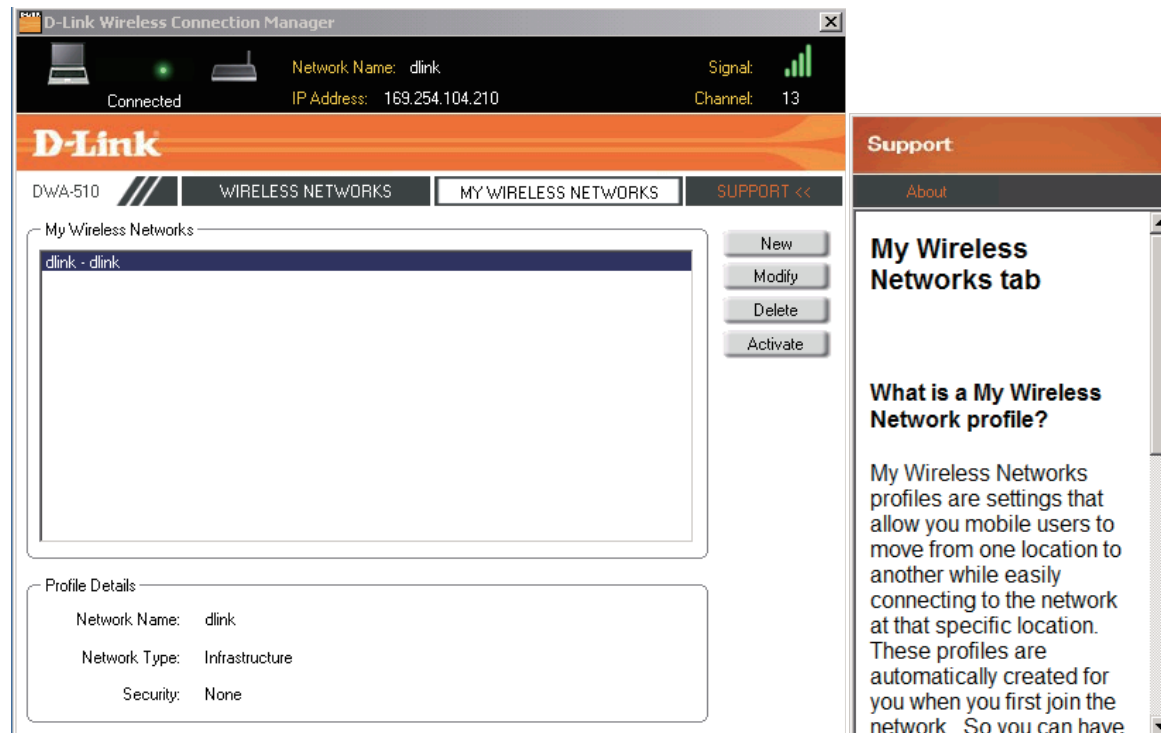 D-Link Wireless Connection Manager
Network Name: dlink Signal:
Connected IP Address: 169.254.104.210 Channel: 13
D-Link
DWA-510 WIRELESS NETWORKS MY WIRELESS NETWORKS SUPPORT <<
My Wireless Networks
dlink - dlink
New
Modify
Delete
Activate
Profile Details
Network Name: dlink
Network Type: Infrastructure
Security: None
Support
About
My Wireless
Networks tab
What is a My Wireless
Network profile?
My Wireless Networks
profiles are settings that
allow you mobile users to
move from one location to
another while easily
connecting to the network
at that specific location.
These profiles are
automatically created for
you when you first join the
network. So you can have